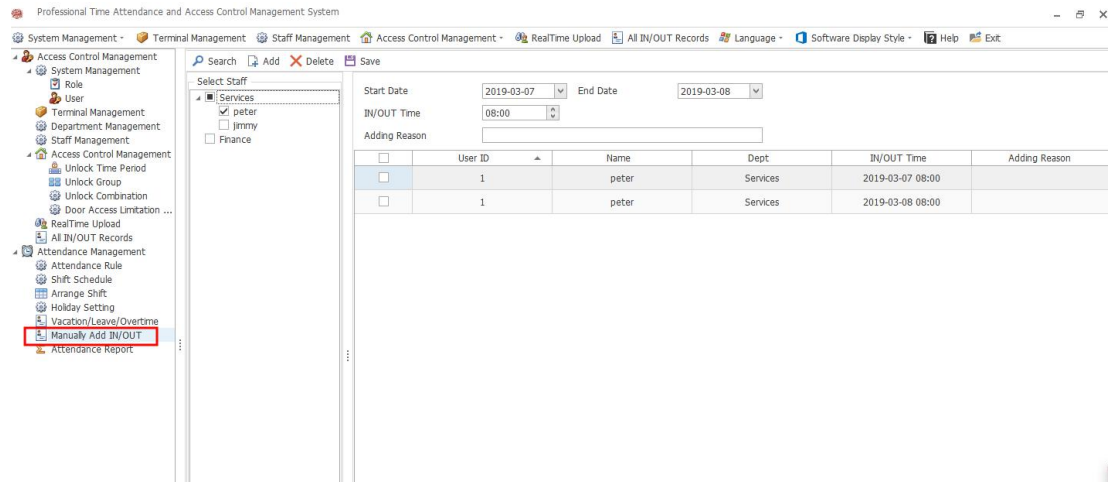 Professional Time Attendance and Access Control Management System
System Management Terminal Management Staff Management Access Control Management RealTime Upload All IN/OUT Records Language Software Display Style Help Exit
Access Control Management
System Management
Role
User
Terminal Management
Department Management
Staff Management
Access Control Management
Unlock Time Period
Unlock Group
Unlock Combination
Door Access Limitation ...
RealTime Upload
All IN/OUT Records
Attendance Management
Attendance Rule
Shift Schedule
Arrange Shift
Holiday Setting
Vacation/Leave/Overtime
Manually Add IN/OUT
Attendance Report
Search Add Delete Save
Select Staff
Services
peter
jimmy
Finance
Start Date 2019-03-07 End Date 2019-03-08
IN/OUT Time 08:00
Adding Reason
User ID Name Dept IN/OUT Time Adding Reason
1 peter Services 2019-03-07 08:00
1 peter Services 2019-03-08 08:00